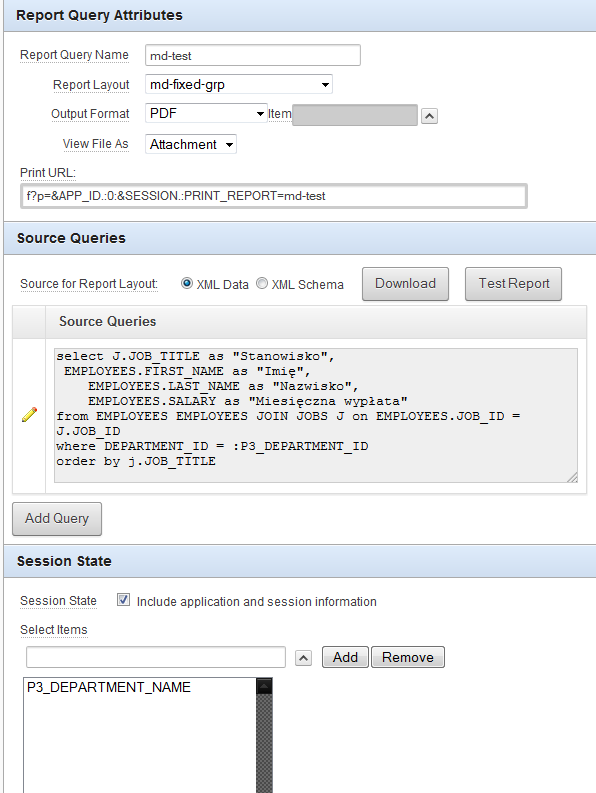 Report Query Attributes
Report Query Name md-test
Report Layout md-fixed-grp
Output Format PDF Item
View File As Attachment
Print URL:
f?p=&APP_ID.:0:&SESSION.:PRINT_REPORT=md-test
Source Queries
Source for Report Layout: XML Data XML Schema Download Test Report
Source Queries
select J.JOB_TITLE as "Stanowisko",
EMPLOYEES.FIRST_NAME as "Imię",
EMPLOYEES.LAST_NAME as "Nazwisko",
EMPLOYEES.SALARY as "Miesięczna wypłata"
from EMPLOYEES EMPLOYEES JOIN JOBS J on EMPLOYEES.JOB_ID =
J.JOB_ID
where DEPARTMENT_ID = :P3_DEPARTMENT_ID
order by j.JOB_TITLE
Add Query
Session State
Session State Include application and session information
Select Items
Add Remove
P3_DEPARTMENT_NAME